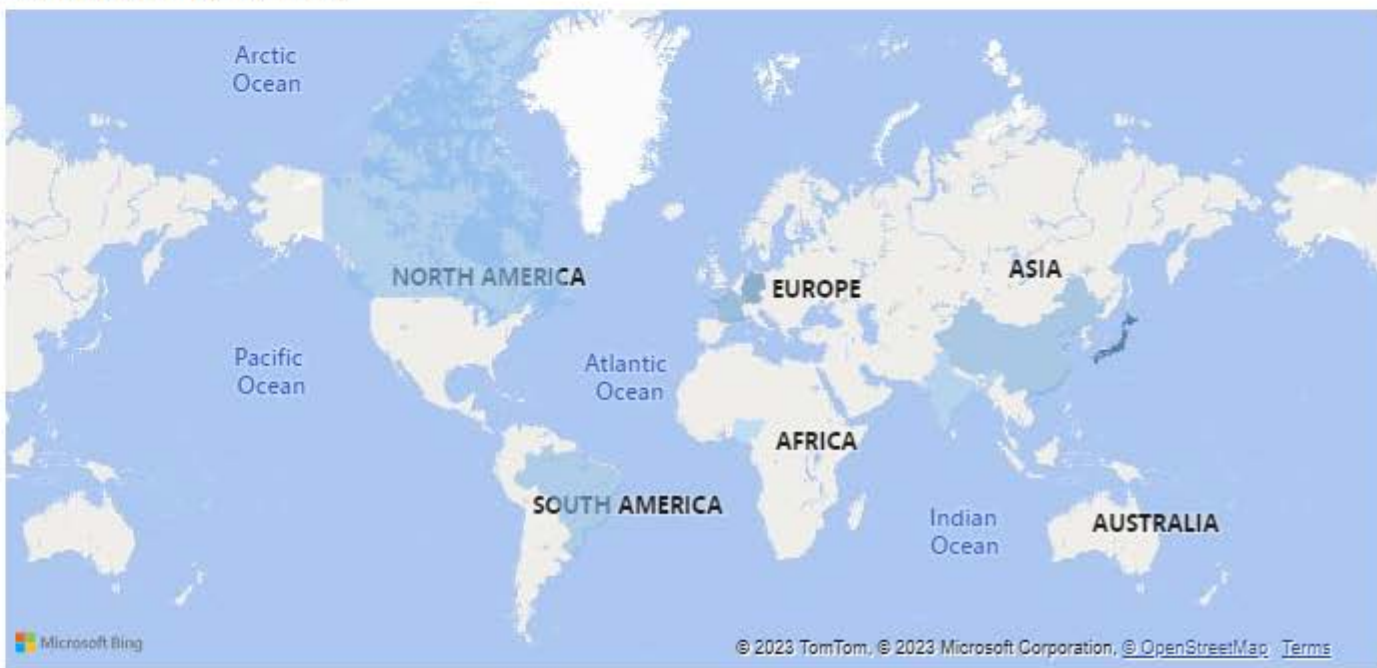 Arctic
Ocean
NORTH AMERICA
EUROPE
ASIA
Pacific
Ocean
Atlantic
Ocean
AFRICA
SOUTH AMERICA
Indian
Ocean
AUSTRALIA
Microsoft Bing
© 2023 TomTom, © 2023 Microsoft Corporation, © OpenStreetMap Terms